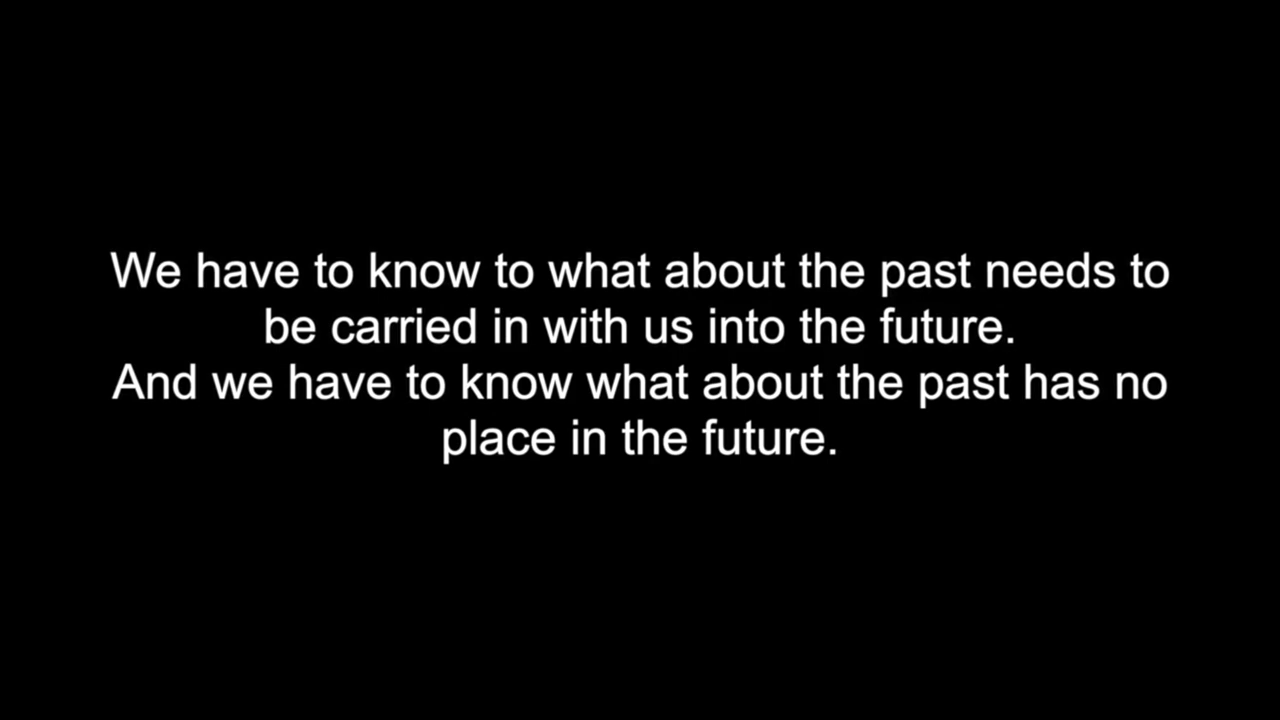 We have to know to what about the past needs to
be carried in with us into the future.
And we have to know what about the past has no
place in the future.